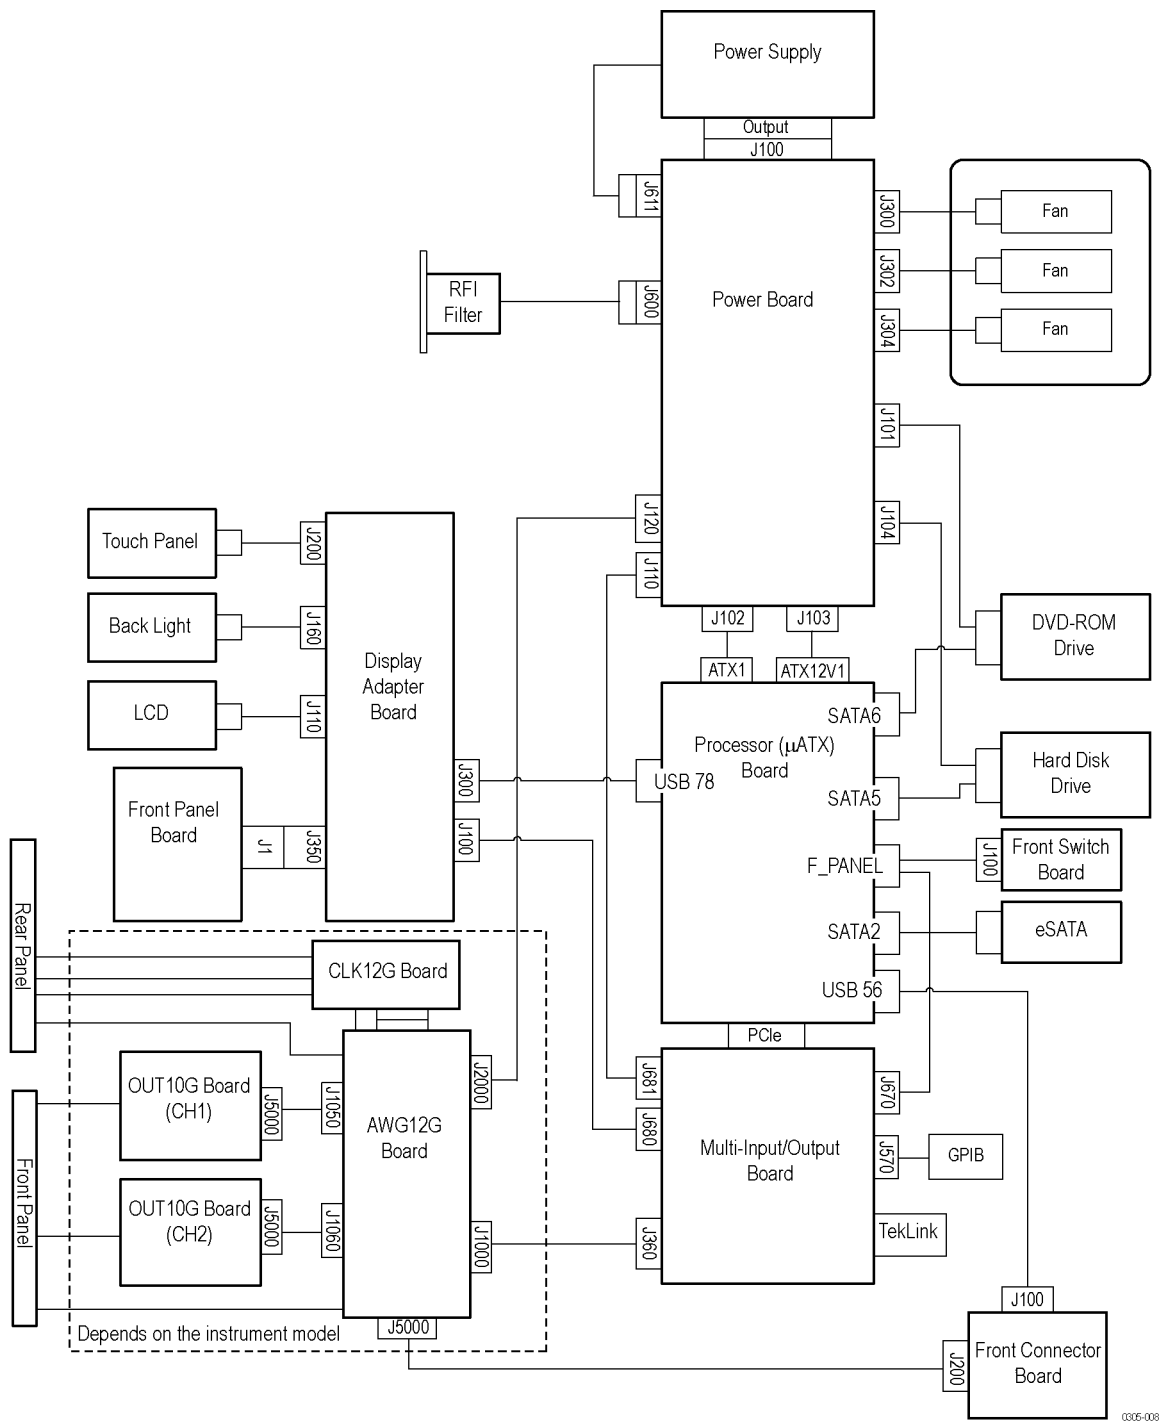 Power Supply
Output
J100
J611
J300
Fan
RFI
Filter
J600
Power Board
J302
Fan
J304
Fan
J101
J120
J104
J110
Touch Panel
J200
Back Light
J160
Display
Adapter
Board
LCD
J110
J102
J103
ATX1
ATX12V1
DVD-ROM
Drive
SATA6
Processor (μATX)
Board
Hard Disk
Drive
J300
USB 78
SATA5
Front Panel
Board
J1
J350
J100
F_PANEL
J100
Front Switch
Board
Rear Panel
SATA2
eSATA
CLK12G Board
USB 56
PCIe
OUT10G Board
(CH1)
J5000
J1050
J2000
AWG12G
Board
J681
J680
J670
Multi-Input/Output
Board
J570
GPIB
Front Panel
OUT10G Board
(CH2)
J5000
J1060
J1000
J360
TekLink
Depends on the instrument model
J5000
J100
J200
Front Connector
Board
0305-008